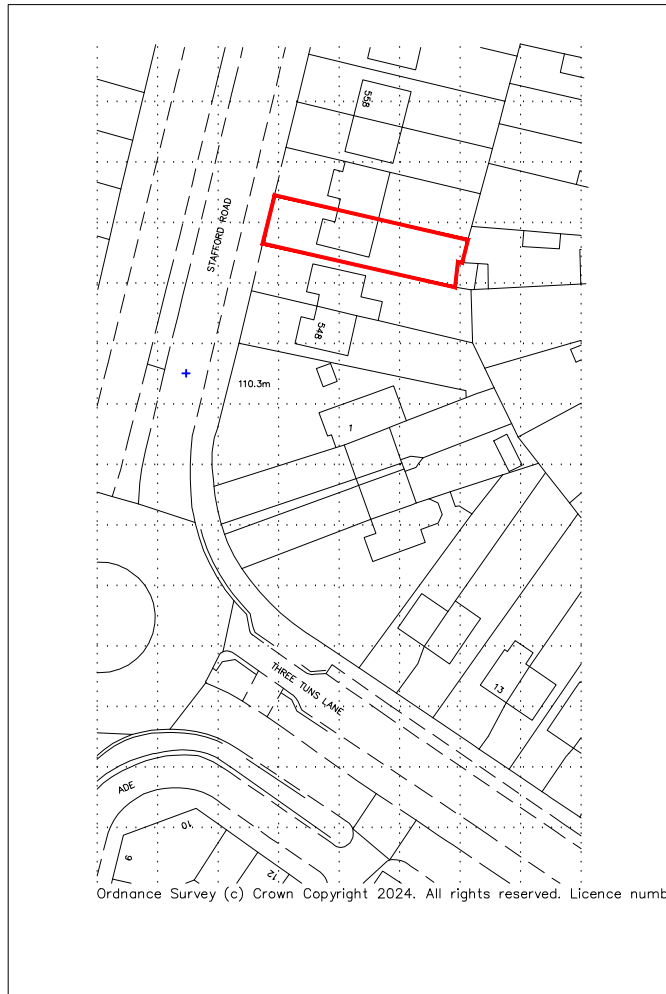 558
STAFFORD ROAD
548
110.3m
1
THREE TUNS LANE
13
ADE
10
9
12
Ordnance Survey (c) Crown Copyright 2024. All rights reserved. Licence numb